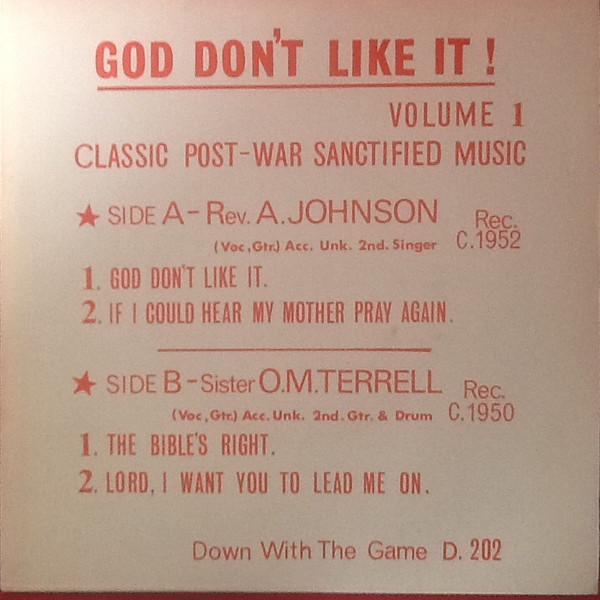 GOD DON'T LIKE IT!
VOLUME 1
CLASSIC POST-WAR SANCTIFIED MUSIC
★ SIDE A - Rev. A. JOHNSON Rec. C.1952
(Voc,Gtr.) Acc. Unk. 2nd. Singer
1. GOD DON'T LIKE IT.
2. IF I COULD HEAR MY MOTHER PRAY AGAIN.
★ SIDE B - Sister O.M.TERRELL Rec. C.1950
(Voc,Gtr.) Acc. Unk. 2nd. Gtr. & Drum
1. THE BIBLE'S RIGHT.
2. LORD, I WANT YOU TO LEAD ME ON.
Down With The Game D. 202